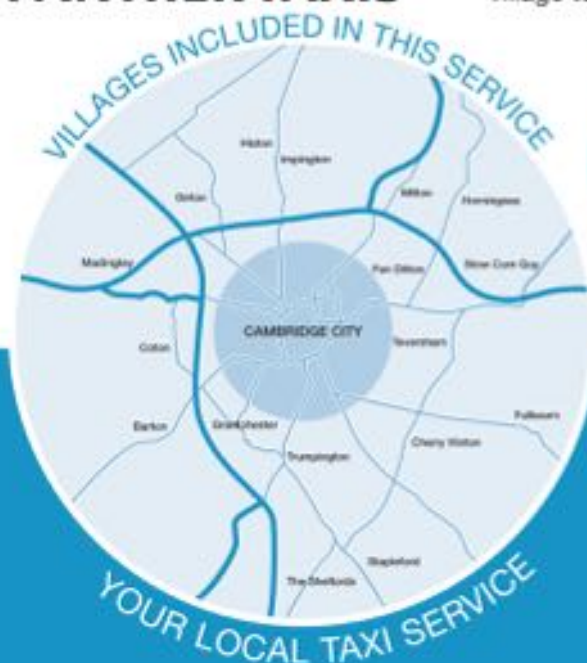 VILLAGES INCLUDED IN THIS SERVICE
Histon
Impington
Girton
Milton
Horningsea
Madingley
Fen Ditton
Stow Cum Quy
CAMBRIDGE CITY
Teversham
Coton
Fulbourn
Barton
Grantchester
Cherry Hinton
Trumpington
Stapleford
The Shelfords
YOUR LOCAL TAXI SERVICE